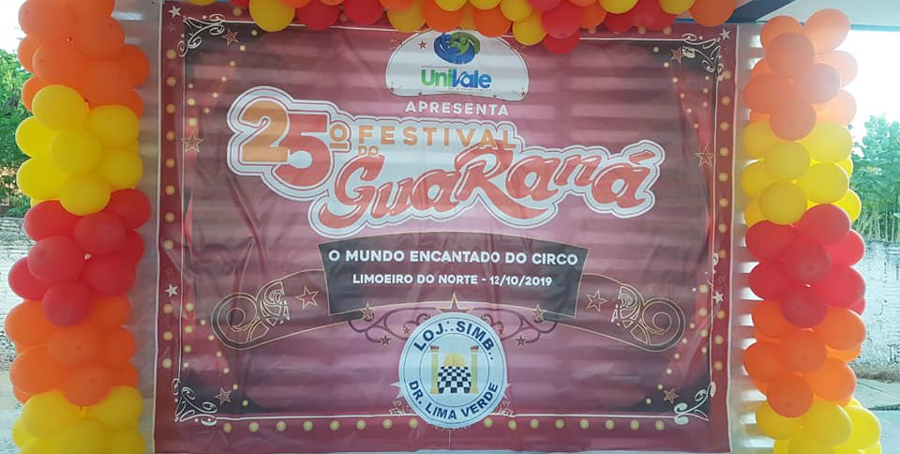 UniVale
APRESENTA
25º FESTIVAL
DO
GuaRaná
O MUNDO ENCANTADO DO CIRCO
LIMOEIRO DO NORTE - 12/10/2019
LOJ∴ SIMB∴
DR. LIMA VERDE